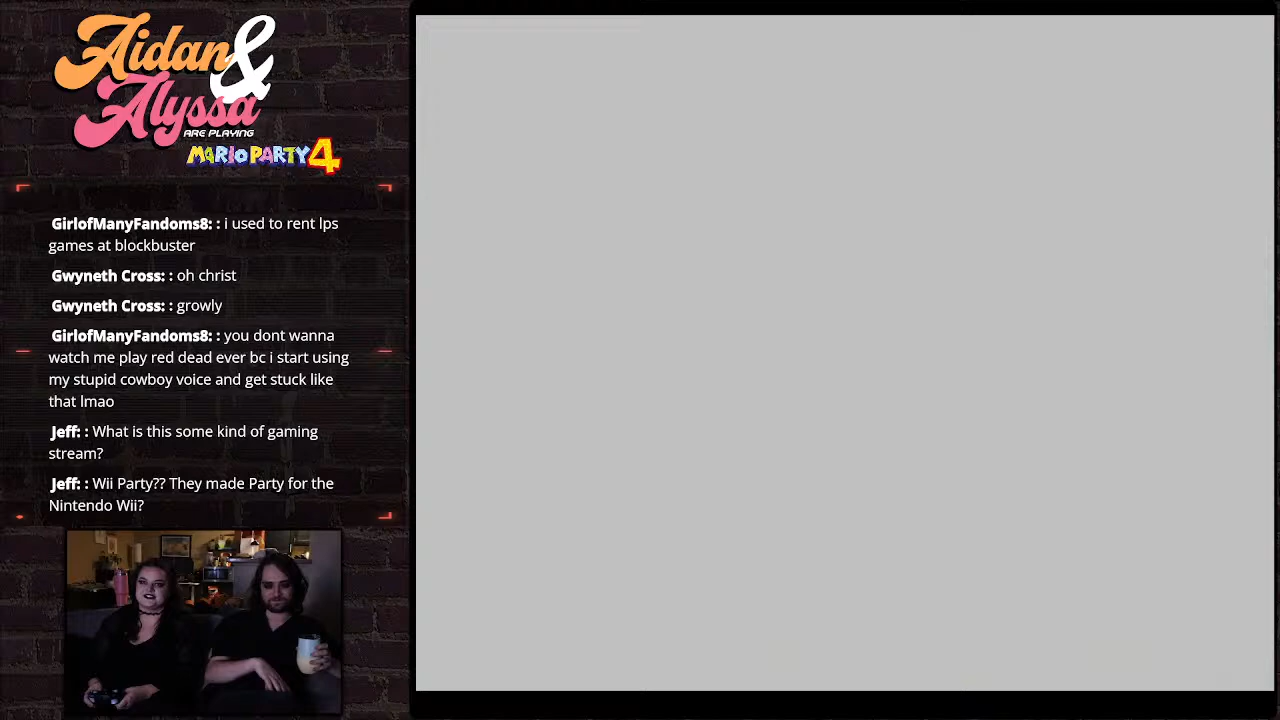 Aidan &
Alyssa
ARE PLAYING
MARIO PARTY 4
GirlofManyFandoms8: : i used to rent lps
games at blockbuster
Gwyneth Cross: : oh christ
Gwyneth Cross: : growly
GirlofManyFandoms8: : you dont wanna
watch me play red dead ever bc i start using
my stupid cowboy voice and get stuck like
that lmao
Jeff: : What is this some kind of gaming
stream?
Jeff: : Wii Party?? They made Party for the
Nintendo Wii?